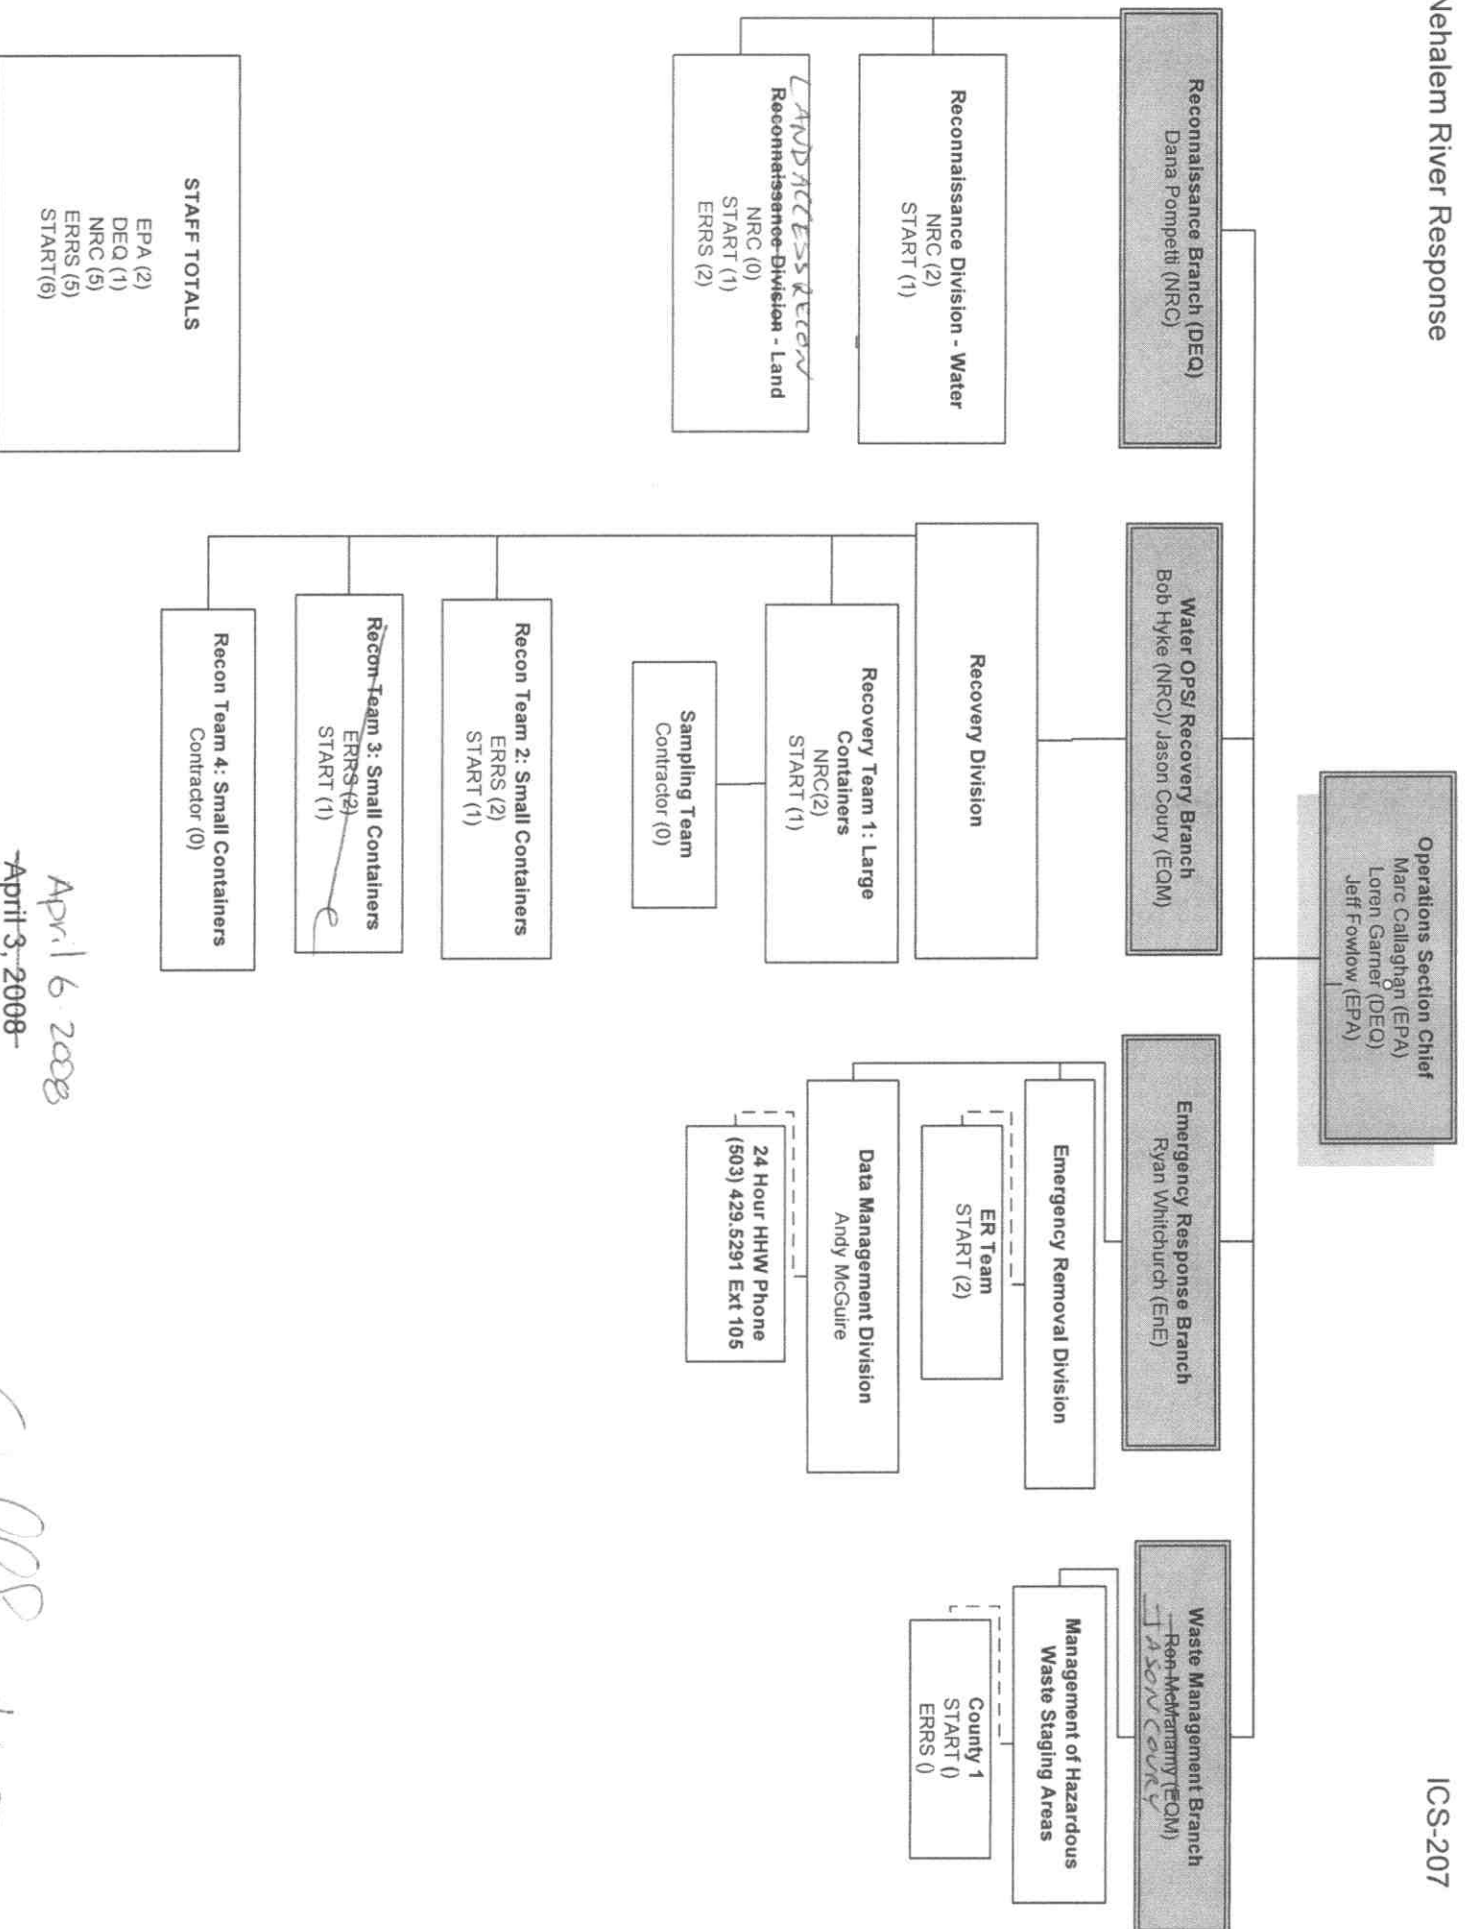 Nehalem River Response
ICS-207
Operations Section Chief
Marc Callaghan (EPA)
Loren Garner (DEQ)
Jeff Fowlow (EPA)
Reconnaissance Branch (DEQ)
Dana Pompetti (NRC)
Reconnaissance Division - Water
NRC (2)
START (1)
LAND ACCESS RECON
Reconnaissance Division - Land
NRC (0)
START (1)
ERRS (2)
Water OPS/ Recovery Branch
Bob Hyke (NRC)/ Jason Coury (EQM)
Recovery Division
Recovery Team 1: Large
Containers
NRC(2)
START (1)
Sampling Team
Contractor (0)
Recon Team 2: Small Containers
ERRS (2)
START (1)
Recon Team 3: Small Containers
ERRS (2)
START (1)
Recon Team 4: Small Containers
Contractor (0)
Emergency Response Branch
Ryan Whitchurch (EnE)
Emergency Removal Division
ER Team
START (2)
Data Management Division
Andy McGuire
24 Hour HHW Phone
(503) 429.5291 Ext 105
Waste Management Branch
Ron McManamy (EQM)
JASON COURY
Management of Hazardous
Waste Staging Areas
County 1
START ()
ERRS ()
STAFF TOTALS
EPA (2)
DEQ (1)
NRC (5)
ERRS (5)
START(6)
April 6 2008
April 3, 2008